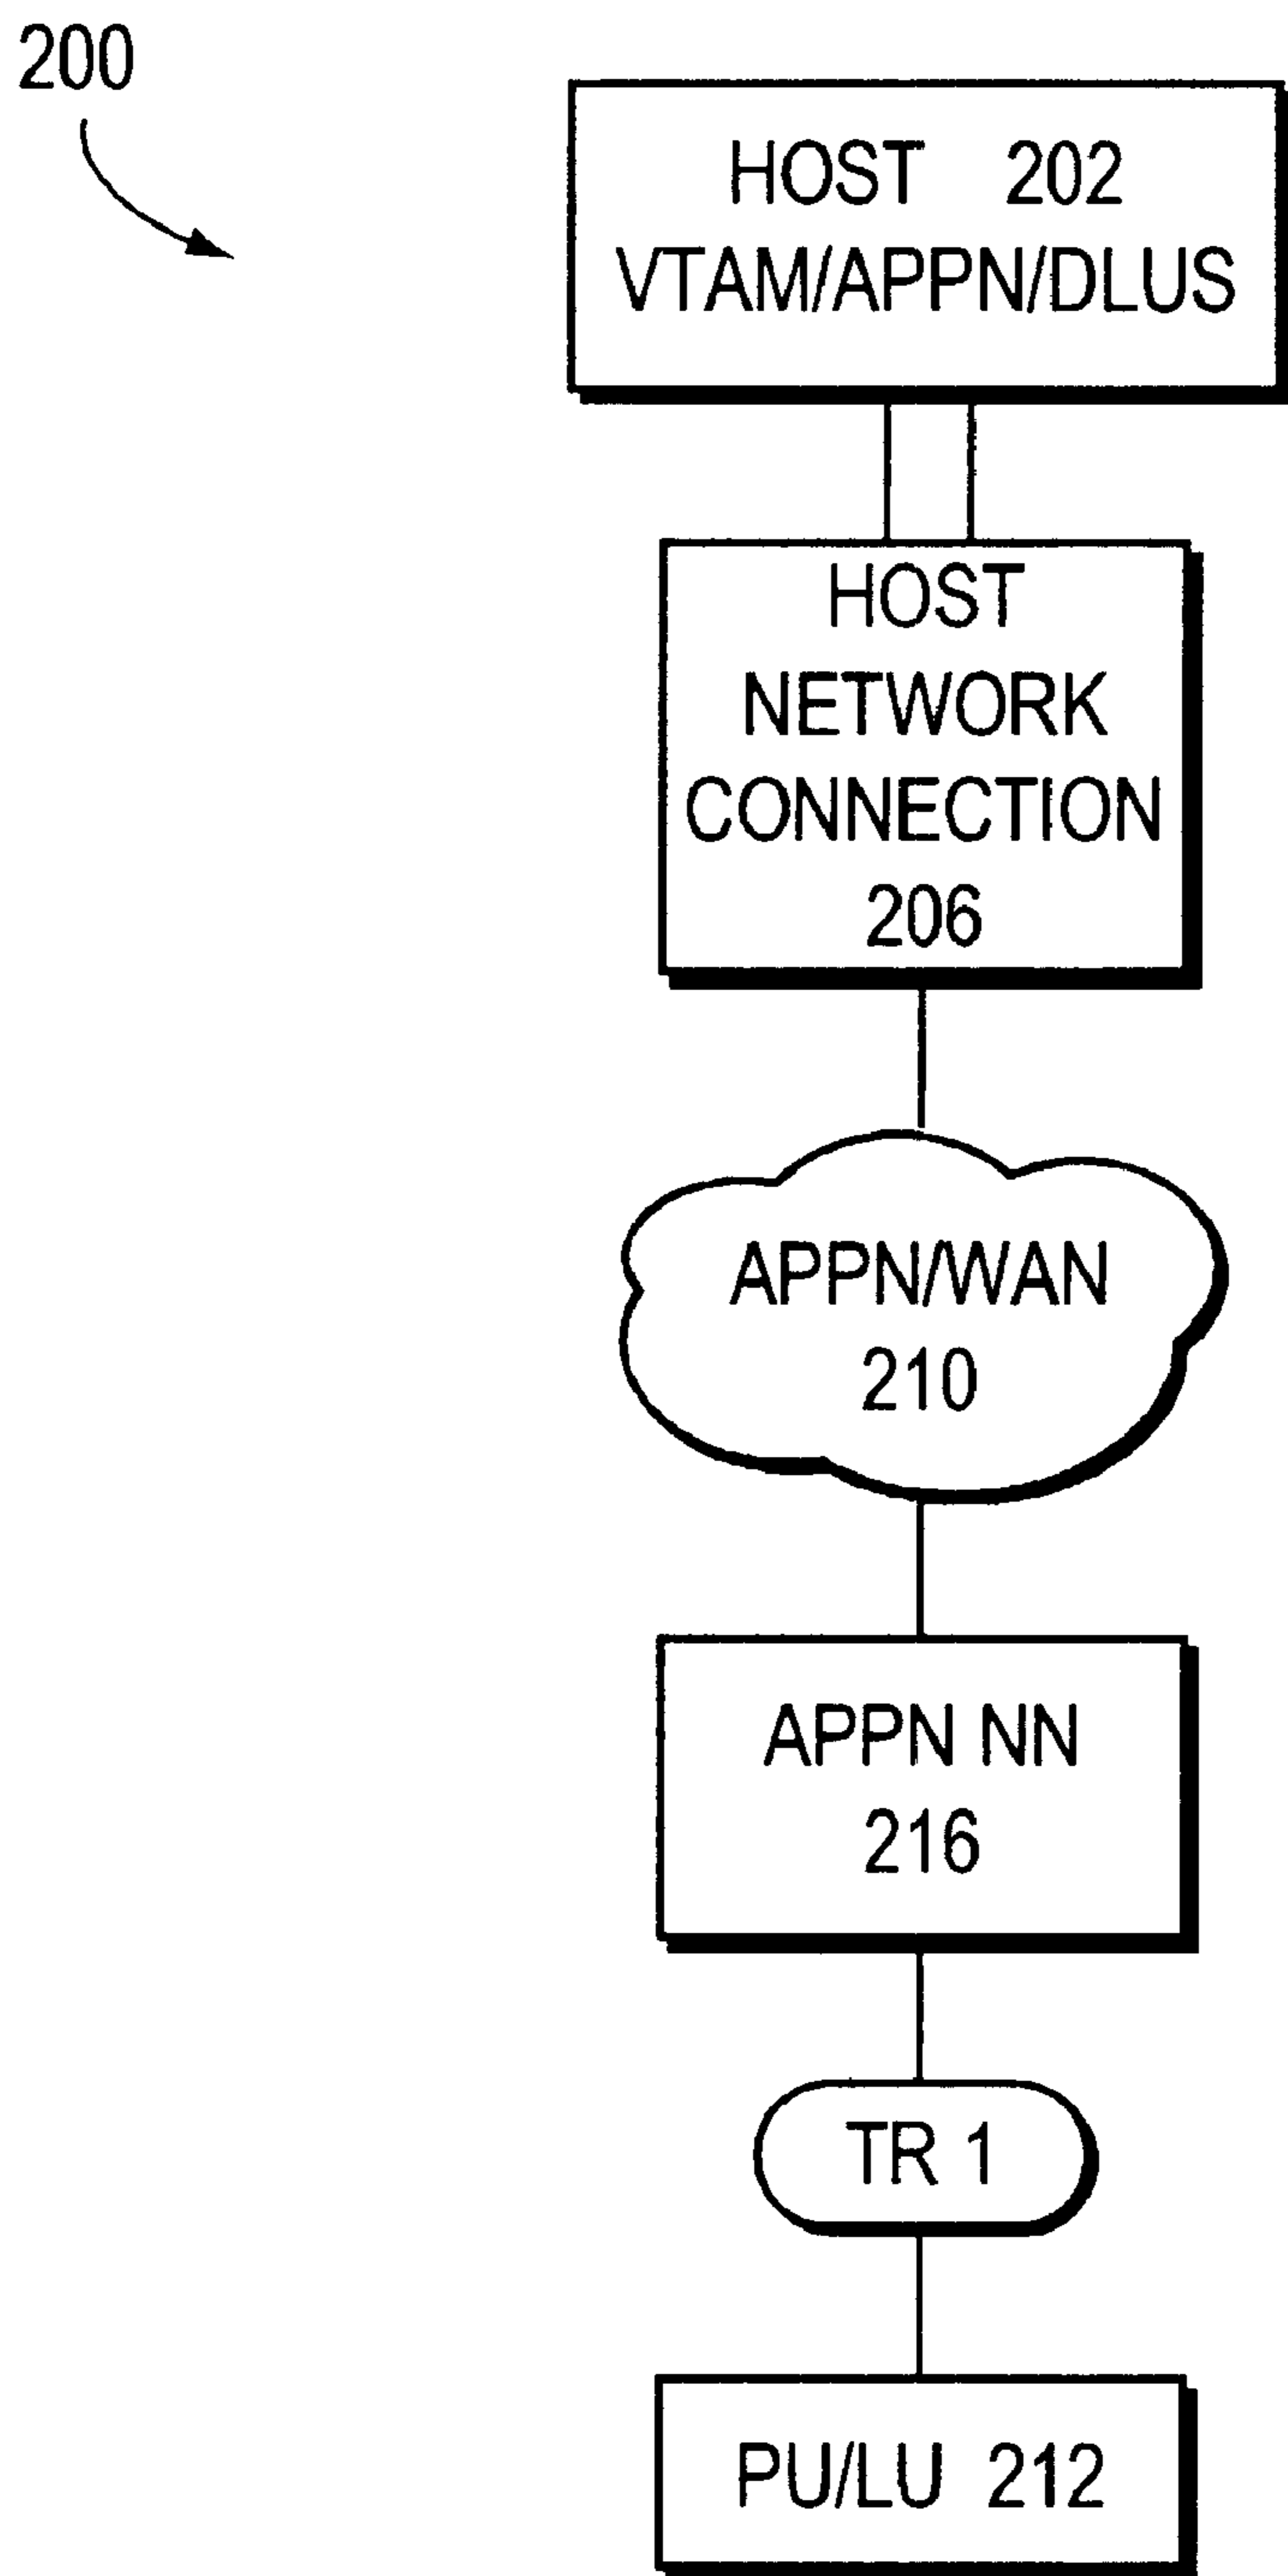 200
HOST 202
VTAM/APPN/DLUS
HOST
NETWORK
CONNECTION
206
APPN/WAN
210
APPN NN
216
TR 1
PU/LU 212